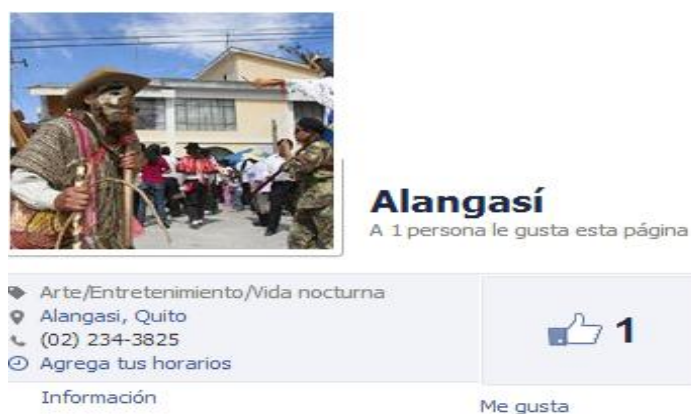 Alangasí
A 1 persona le gusta esta página
Arte/Entretenimiento/Vida nocturna
Alangasi, Quito
(02) 234-3825
Agrega tus horarios
Información
1
Me gusta